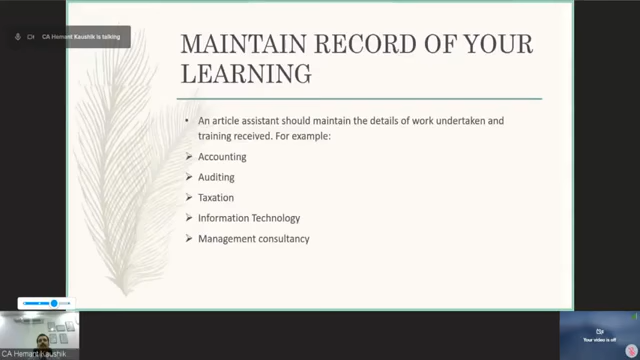 CA Hemant Kaushik is talking
MAINTAIN RECORD OF YOUR
LEARNING
• An article assistant should maintain the details of work undertaken and
training received. For example:
➢ Accounting
➢ Auditing
➢ Taxation
➢ Information Technology
➢ Management consultancy
CA Hemant Kaushik
Your video is off